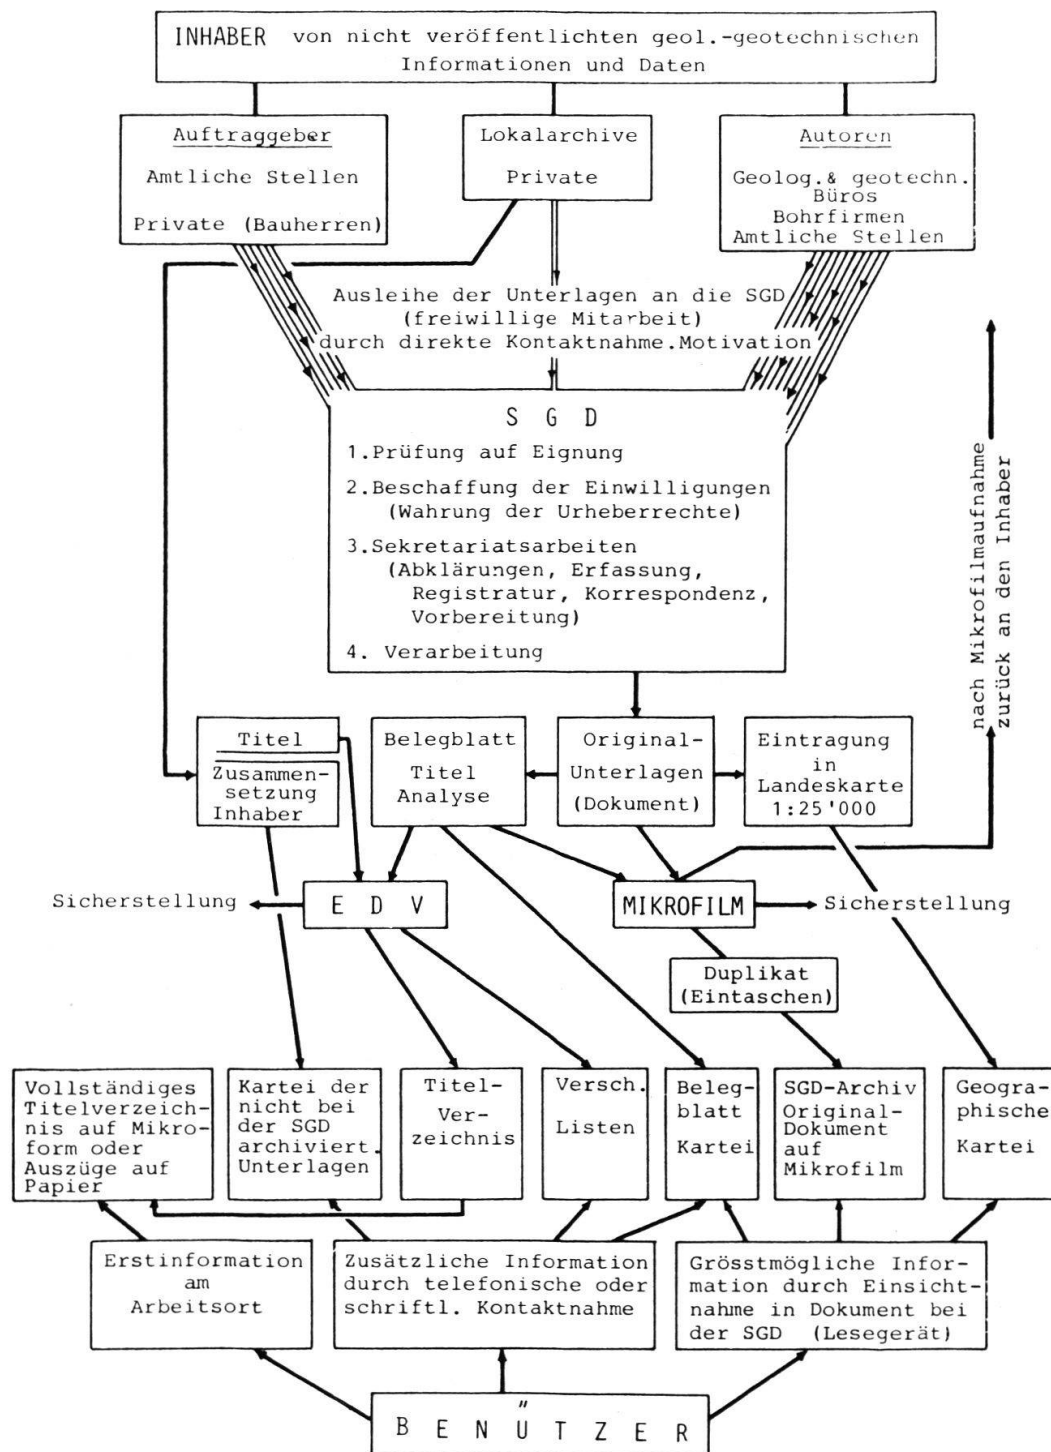 INHABER von nicht veröffentlichten geol.-geotechnischen
Informationen und Daten
Auftraggeber
Amtliche Stellen
Private (Bauherren)
Lokalarchive
Private
Autoren
Geolog.& geotechn.
Büros
Bohrfirmen
Amtliche Stellen
Ausleihe der Unterlagen an die SGD
(freiwillige Mitarbeit)
durch direkte Kontaktnahme.Motivation
S G D
1.Prüfung auf Eignung
2.Beschaffung der Einwilligungen
(Wahrung der Urheberrechte)
3.Sekretariatsarbeiten
(Abklärungen, Erfassung,
Registratur, Korrespondenz,
Vorbereitung)
4. Verarbeitung
nach Mikrofilmaufnahme
zurück an den Inhaber
Titel
Zusammen-
setzung
Inhaber
Belegblatt
Titel
Analyse
Original-
Unterlagen
(Dokument)
Eintragung
in
Landeskarte
1:25'000
Sicherstellung
E D V
MIKROFILM
Sicherstellung
Duplikat
(Eintaschen)
Vollständiges
Titelverzeich-
nis auf Mikro-
form oder
Auszüge auf
Papier
Kartei der
nicht bei
der SGD
archiviert.
Unterlagen
Titel-
Ver-
zeichnis
Versch.
Listen
Beleg-
blatt
Kartei
SGD-Archiv
Original-
Dokument
auf
Mikrofilm
Geogra-
phische
Kartei
Erstinformation
am
Arbeitsort
Zusätzliche Information
durch telefonische oder
schriftl. Kontaktnahme
Grösstmögliche Infor-
mation durch Einsicht-
nahme in Dokument bei
der SGD (Lesegerät)
B E N Ü T Z E R